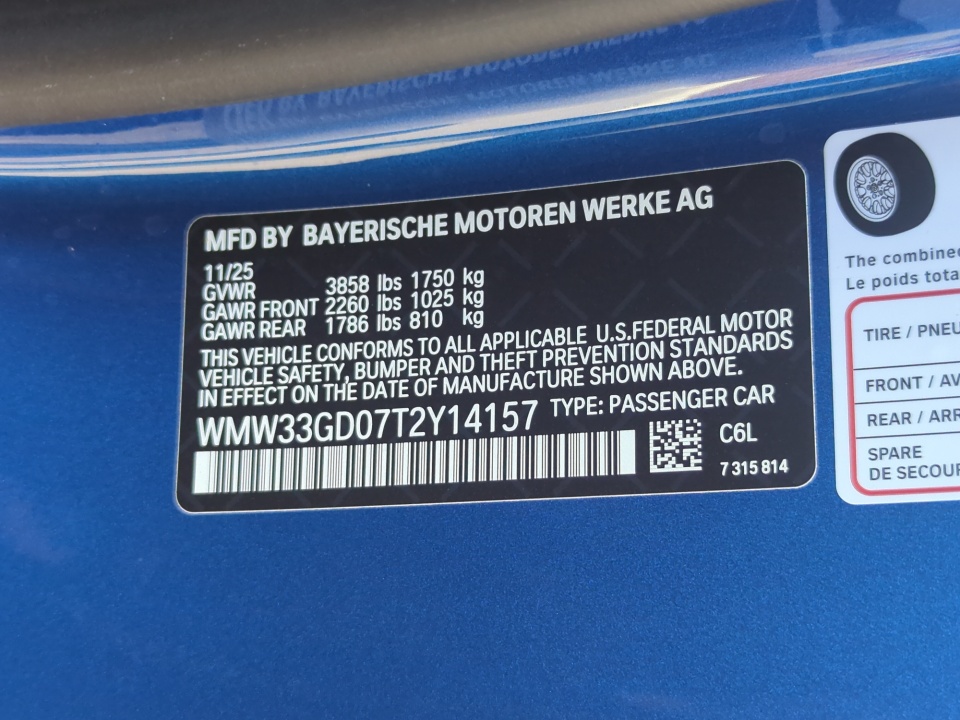 MFD BY BAYERISCHE MOTOREN WERKE AG
11/25
GVWR 3858 lbs 1750 kg
GAWR FRONT 2260 lbs 1025 kg
GAWR REAR 1786 lbs 810 kg
THIS VEHICLE CONFORMS TO ALL APPLICABLE U.S.FEDERAL MOTOR
VEHICLE SAFETY, BUMPER AND THEFT PREVENTION STANDARDS
IN EFFECT ON THE DATE OF MANUFACTURE SHOWN ABOVE.
WMW33GD07T2Y14157 TYPE: PASSENGER CAR
C6L
7 315 814
The combine
Le poids tota
TIRE / PNEU
FRONT / AV
REAR / ARR
SPARE
DE SECOUR